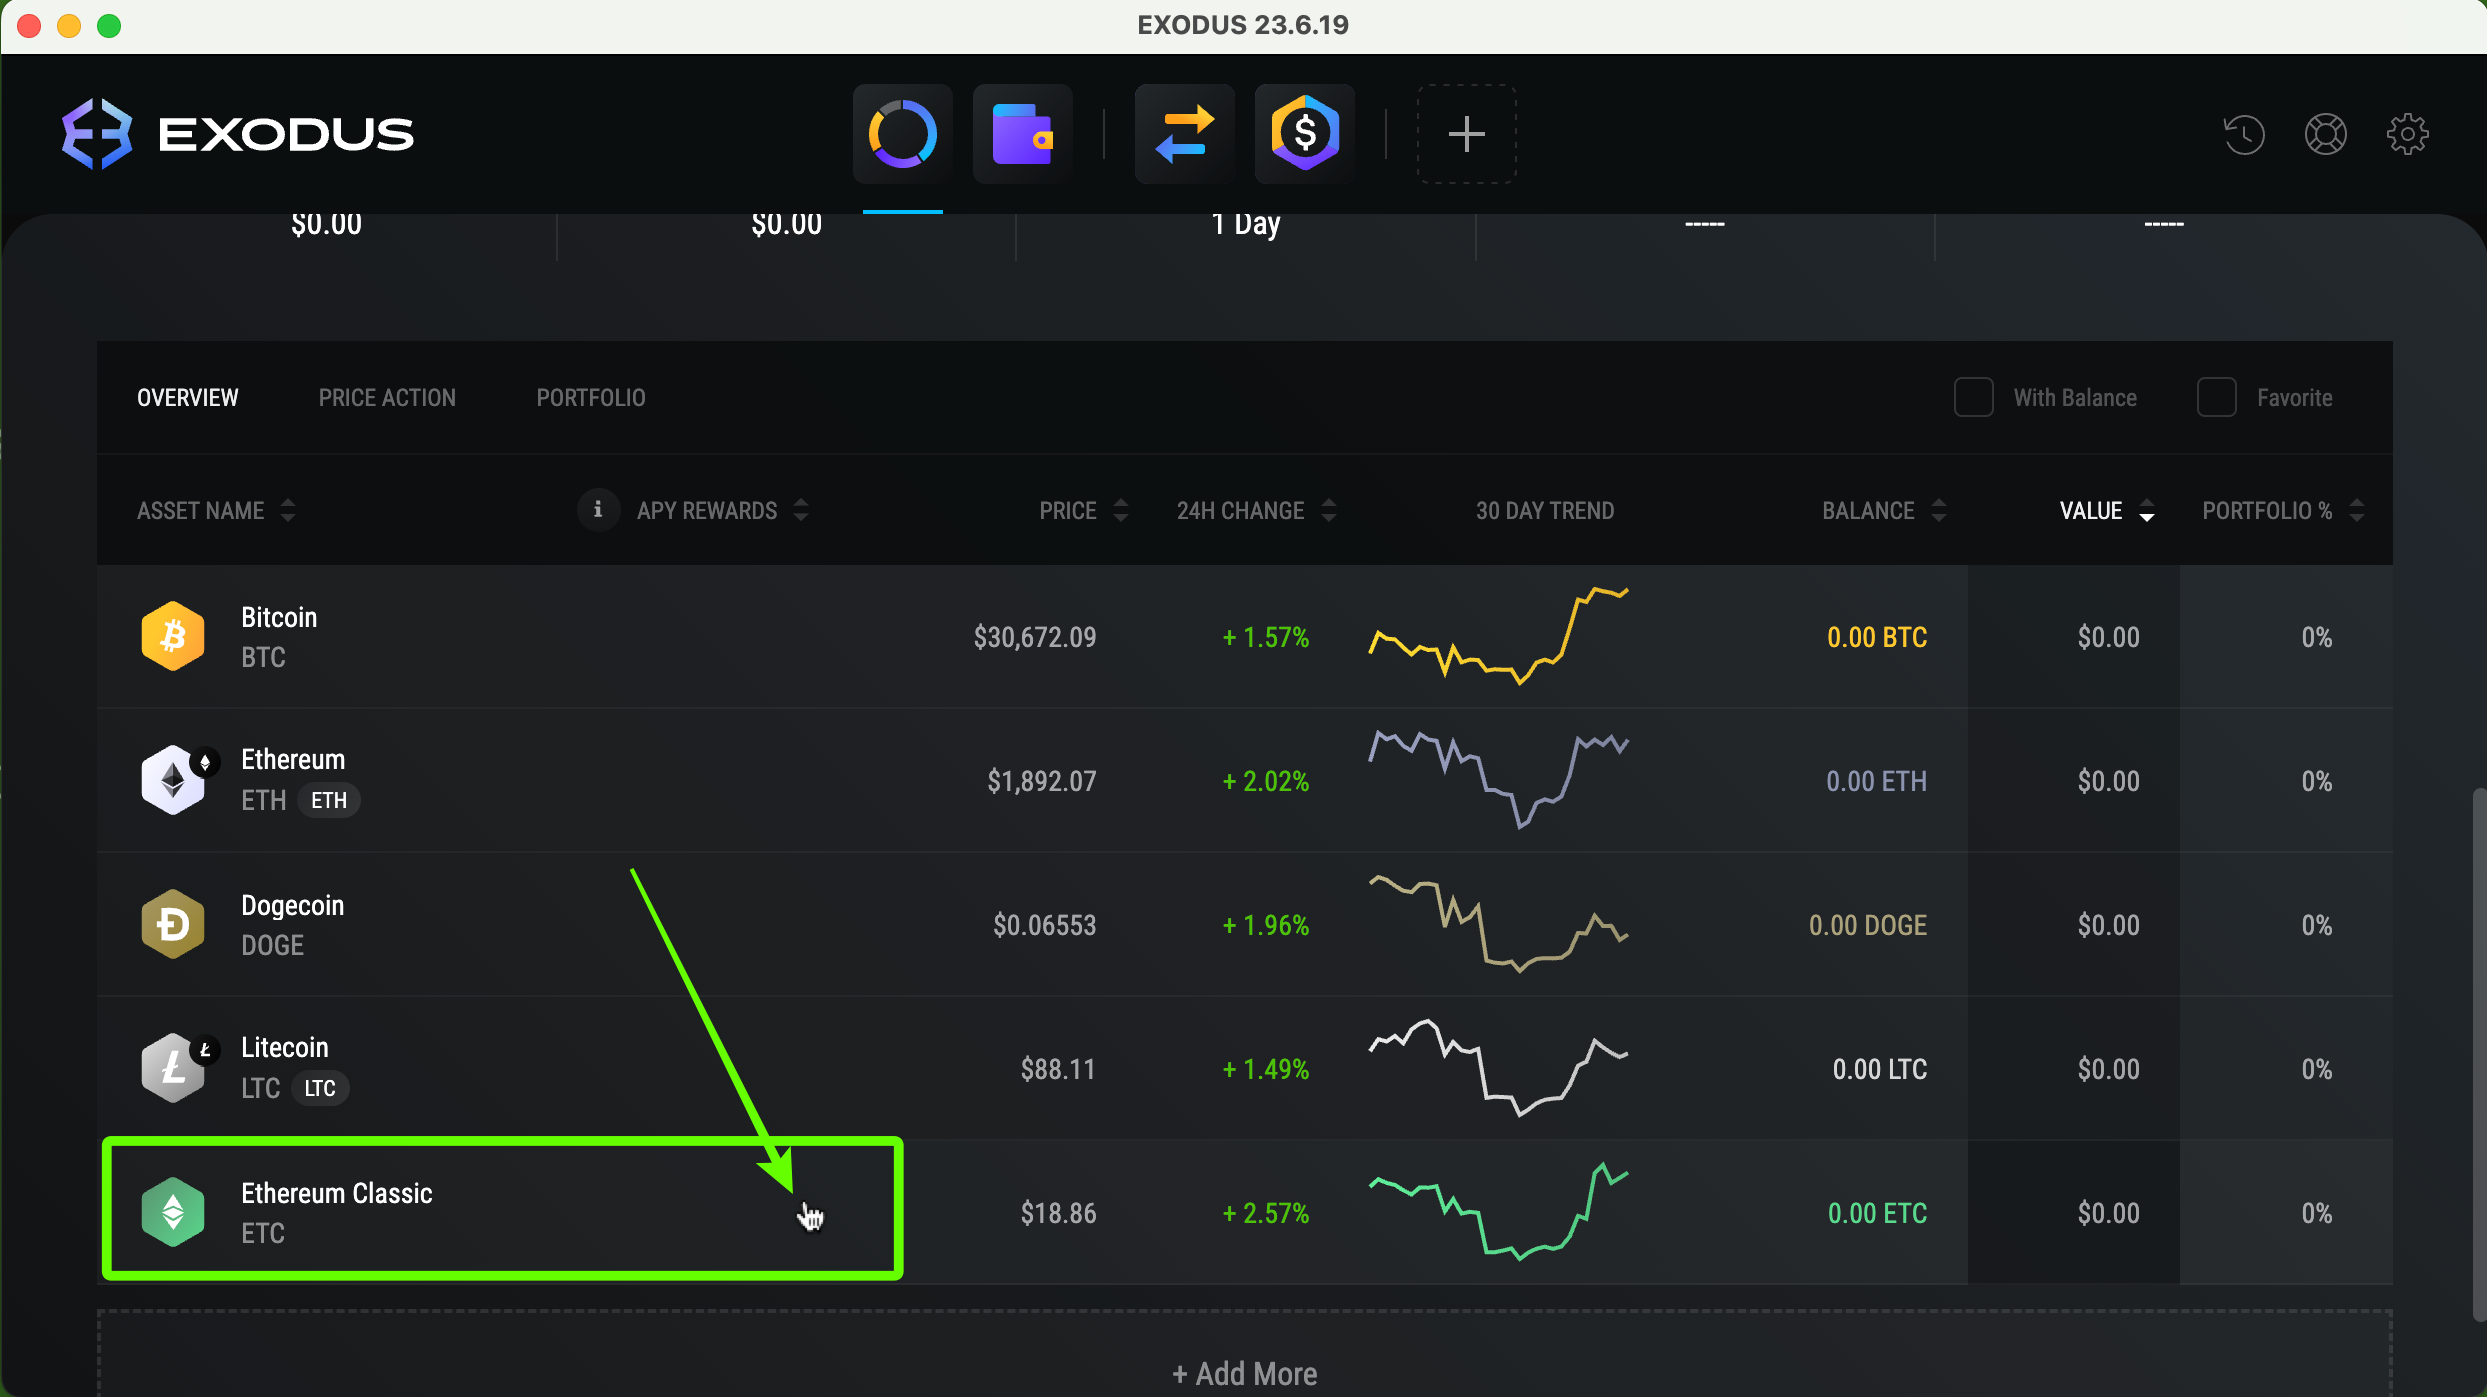 EXODUS 23.6.19
EXODUS
$0.00 $0.00 1 Day ----- -----
OVERVIEW PRICE ACTION PORTFOLIO With Balance Favorite
ASSET NAME i APY REWARDS PRICE 24H CHANGE 30 DAY TREND BALANCE VALUE PORTFOLIO %
Bitcoin
BTC
$30,672.09 + 1.57% 0.00 BTC $0.00 0%
Ethereum
ETH ETH
$1,892.07 + 2.02% 0.00 ETH $0.00 0%
Dogecoin
DOGE
$0.06553 + 1.96% 0.00 DOGE $0.00 0%
Litecoin
LTC LTC
$88.11 + 1.49% 0.00 LTC $0.00 0%
Ethereum Classic
ETC
$18.86 + 2.57% 0.00 ETC $0.00 0%
+ Add More